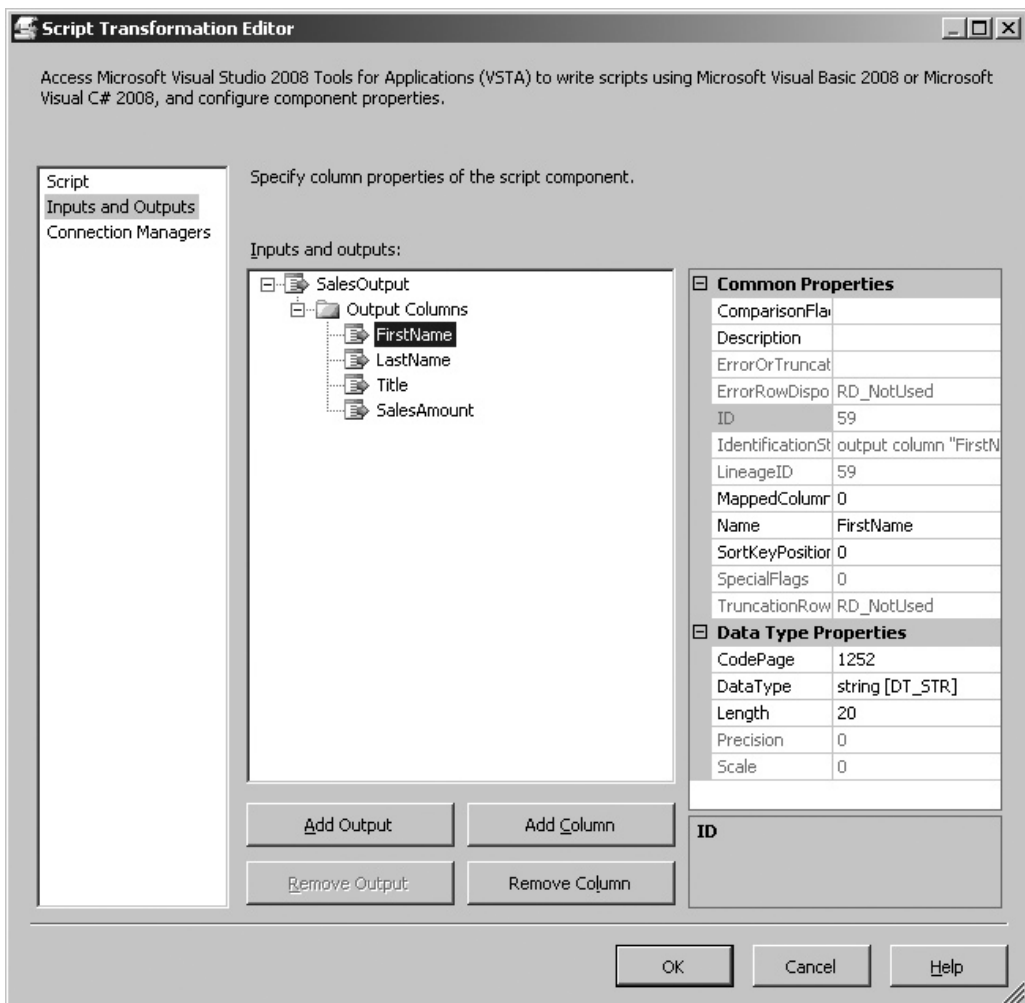 Script Transformation Editor
Access Microsoft Visual Studio 2008 Tools for Applications (VSTA) to write scripts using Microsoft Visual Basic 2008 or Microsoft
Visual C# 2008, and configure component properties.
Script
Inputs and Outputs
Connection Managers
Specify column properties of the script component.
Inputs and outputs:
SalesOutput
Output Columns
FirstName
LastName
Title
SalesAmount
Common Properties
ComparisonFla
Description
ErrorOrTruncat
ErrorRowDispo RD_NotUsed
ID 59
IdentificationSt output column "FirstN
LineageID 59
MappedColumr 0
Name FirstName
SortKeyPosition 0
SpecialFlags 0
TruncationRow RD_NotUsed
Data Type Properties
CodePage 1252
DataType string [DT_STR]
Length 20
Precision 0
Scale 0
Add Output
Add Column
Remove Output
Remove Column
ID
OK
Cancel
Help